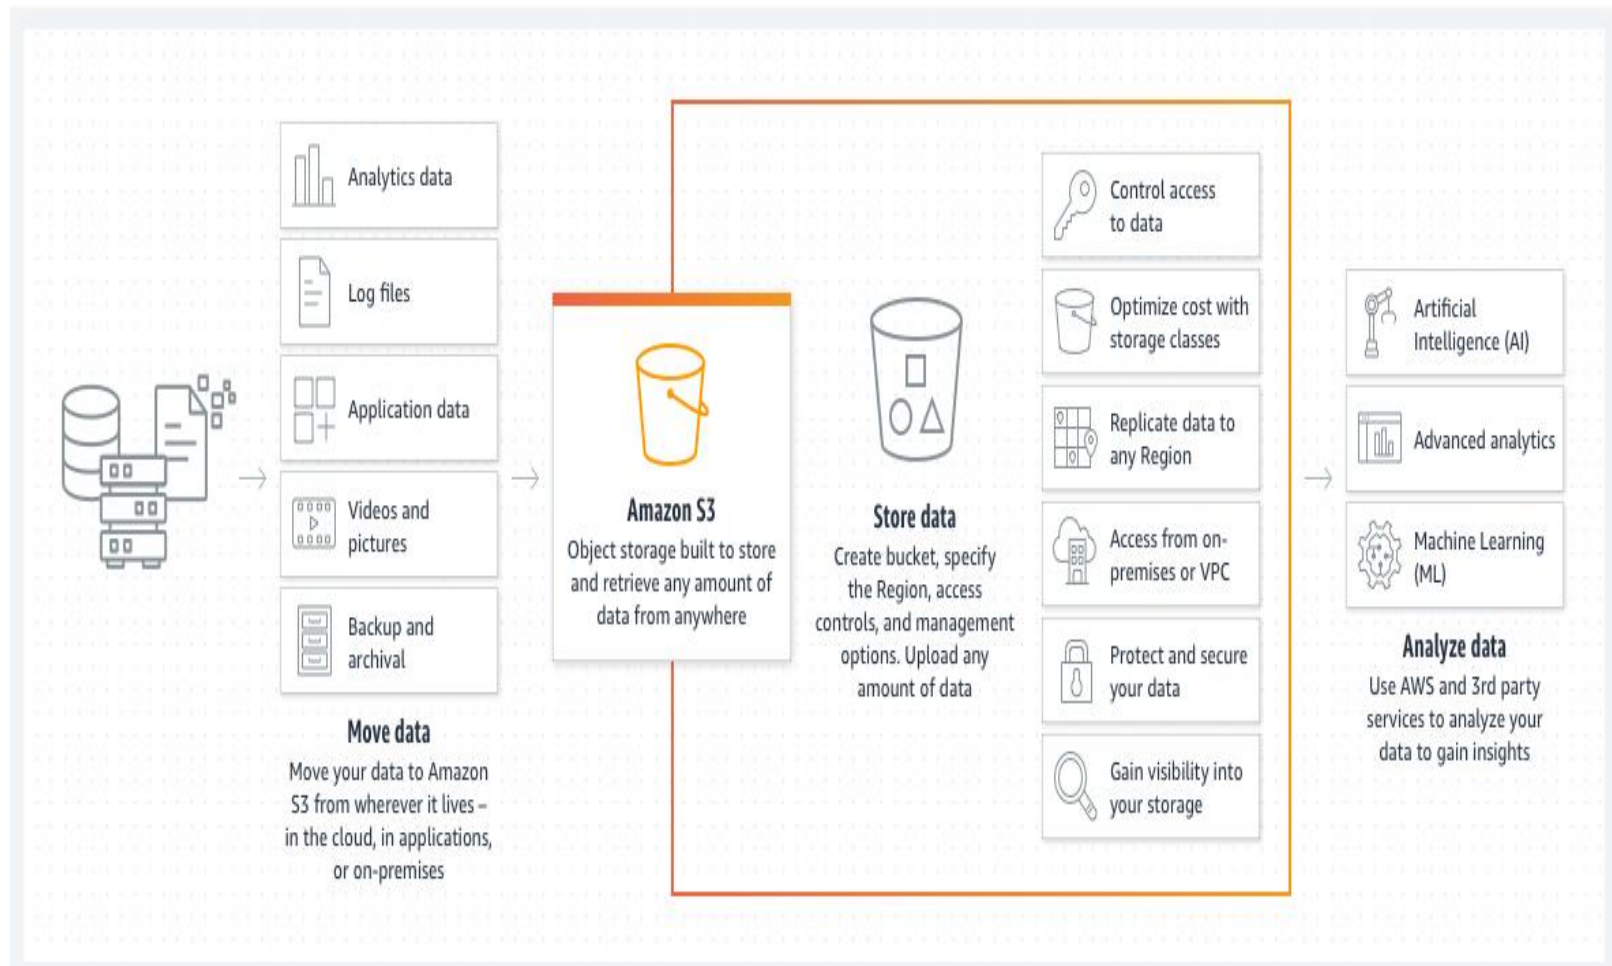 Analytics data
Log files
Application data
Videos and
pictures
Backup and
archival
Move data
Move your data to Amazon
S3 from wherever it lives –
in the cloud, in applications,
or on-premises
Amazon S3
Object storage built to store
and retrieve any amount of
data from anywhere
Store data
Create bucket, specify
the Region, access
controls, and management
options. Upload any
amount of data
Control access
to data
Optimize cost with
storage classes
Replicate data to
any Region
Access from on-
premises or VPC
Protect and secure
your data
Gain visibility into
your storage
Artificial
Intelligence (AI)
Advanced analytics
Machine Learning
(ML)
Analyze data
Use AWS and 3rd party
services to analyze your
data to gain insights